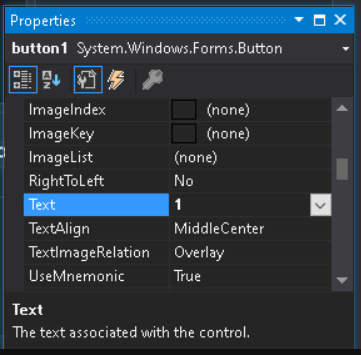 Properties
button1 System.Windows.Forms.Button
ImageIndex (none)
ImageKey (none)
ImageList (none)
RightToLeft No
Text 1
TextAlign MiddleCenter
TextImageRelation Overlay
UseMnemonic True
Text
The text associated with the control.